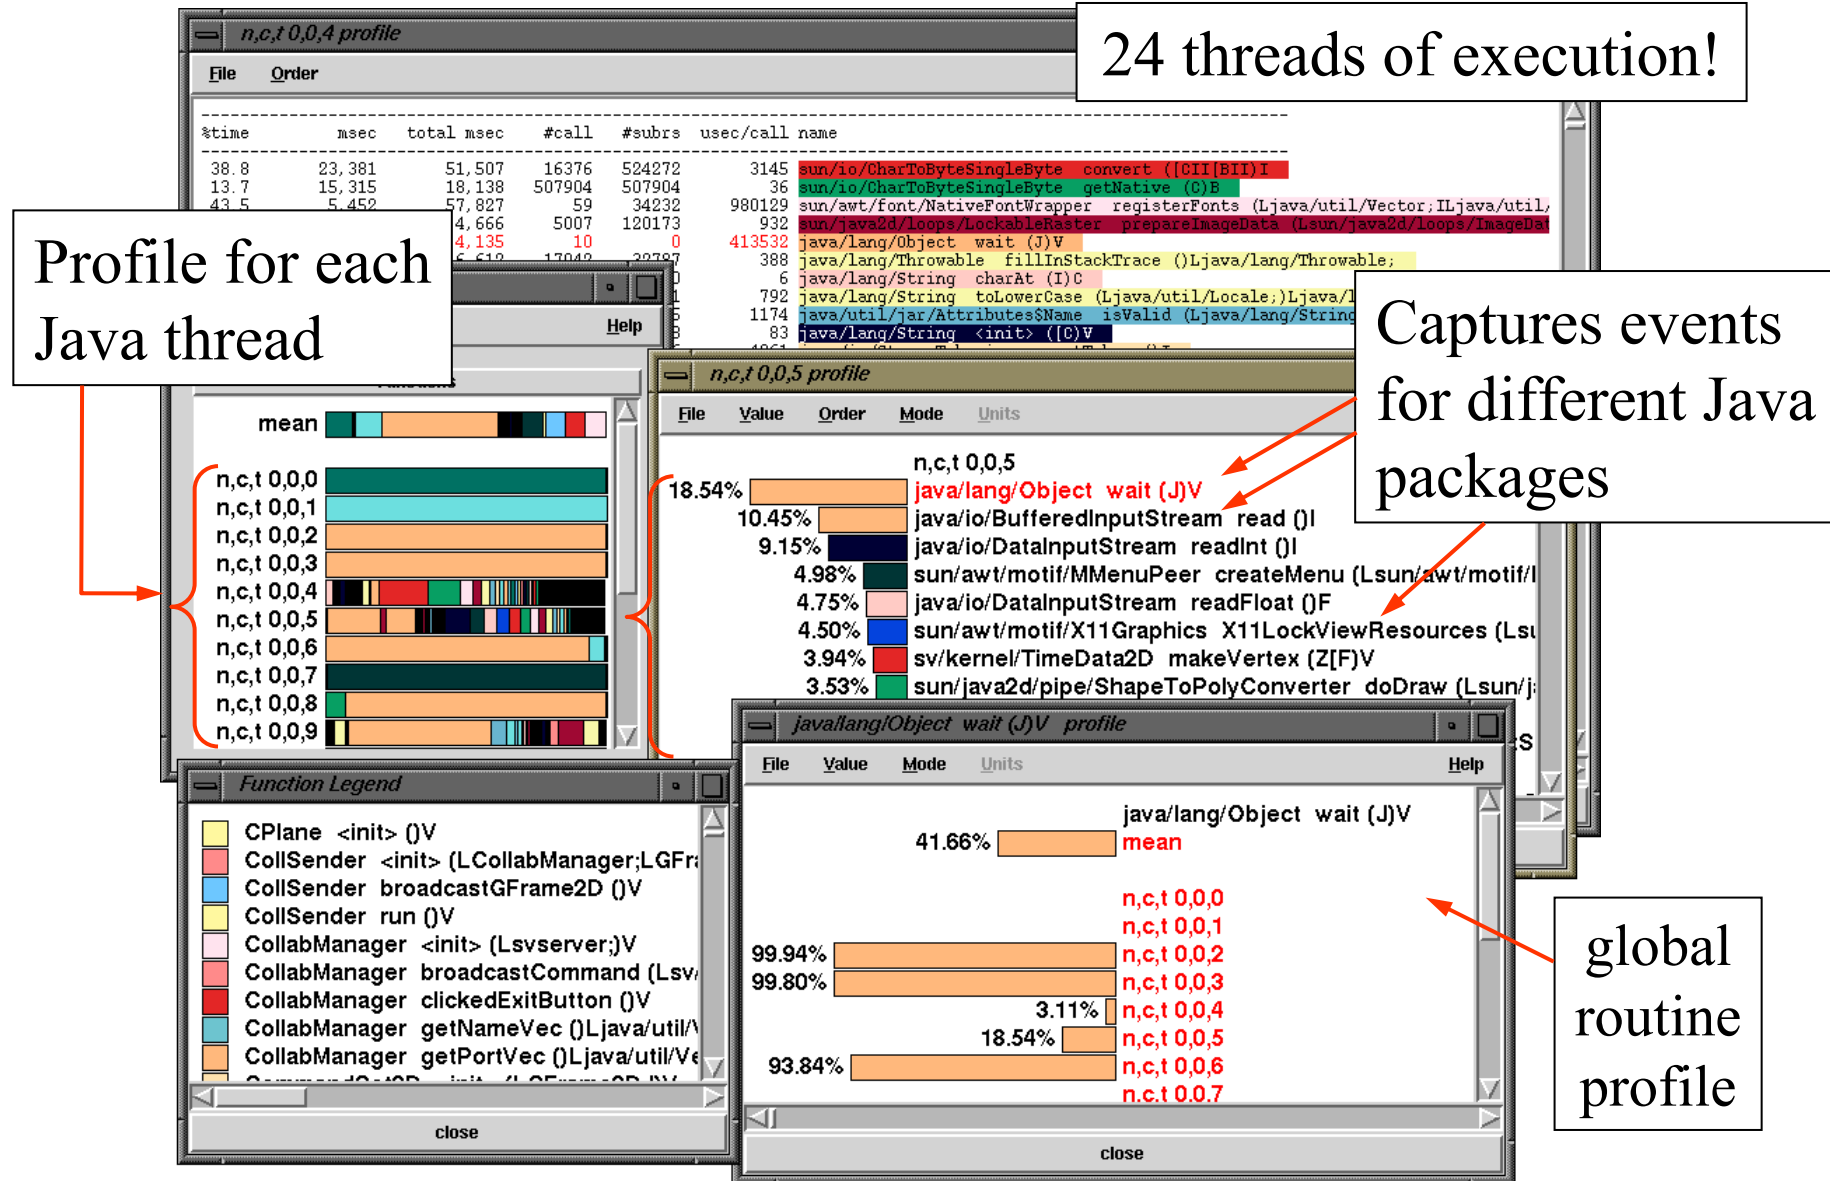 n,c,t 0,0,4 profile
24 threads of execution!
File Order
%time msec total msec #call #subrs usec/call name
38.8 23,381 51,507 16376 524272 3145 sun/io/CharToByteSingleByte convert ([CII[BII)I
13.7 15,315 18,138 507904 507904 36 sun/io/CharToByteSingleByte getNative (C)B
43.5 5,452 57,827 59 34232 980129 sun/awt/font/NativeFontWrapper registerFonts (Ljava/util/Vector;ILjava/util,
4,666 5007 120173 932 sun/java2d/loops/LockableRaster prepareImageData (Lsun/java2d/loops/ImageDat
4,135 10 0 413532 java/lang/Object wait (J)V
388 java/lang/Throwable fillInStackTrace ()Ljava/lang/Throwable;
6 java/lang/String charAt (I)C
792 java/lang/String toLowerCase (Ljava/util/Locale;)Ljava/l
1174 java/util/jar/Attributes$Name isValid (Ljava/lang/String
83 java/lang/String <init> ([C)V
Profile for each
Java thread
Help
Captures events
for different Java
packages
mean
n,c,t 0,0,0
n,c,t 0,0,1
n,c,t 0,0,2
n,c,t 0,0,3
n,c,t 0,0,4
n,c,t 0,0,5
n,c,t 0,0,6
n,c,t 0,0,7
n,c,t 0,0,8
n,c,t 0,0,9
n,c,t 0,0,5 profile
File Value Order Mode Units
n,c,t 0,0,5
18.54% java/lang/Object wait (J)V
10.45% java/io/BufferedInputStream read ()I
9.15% java/io/DataInputStream readInt ()I
4.98% sun/awt/motif/MMenuPeer createMenu (Lsun/awt/motif/l
4.75% java/io/DataInputStream readFloat ()F
4.50% sun/awt/motif/X11Graphics X11LockViewResources (Lsu
3.94% sv/kernel/TimeData2D makeVertex (Z[F)V
3.53% sun/java2d/pipe/ShapeToPolyConverter doDraw (Lsun/j
Function Legend
CPlane <init> ()V
CollSender <init> (LCollabManager;LGFra
CollSender broadcastGFrame2D ()V
CollSender run ()V
CollabManager <init> (Lsvserver;)V
CollabManager broadcastCommand (Lsv
CollabManager clickedExitButton ()V
CollabManager getNameVec ()Ljava/util/V
CollabManager getPortVec ()Ljava/util/Ve
close
java/lang/Object wait (J)V profile
File Value Mode Units Help
java/lang/Object wait (J)V
41.66% mean
n,c,t 0,0,0
n,c,t 0,0,1
99.94% n,c,t 0,0,2
99.80% n,c,t 0,0,3
3.11% n,c,t 0,0,4
18.54% n,c,t 0,0,5
93.84% n,c,t 0,0,6
n,c,t 0,0,7
close
global
routine
profile